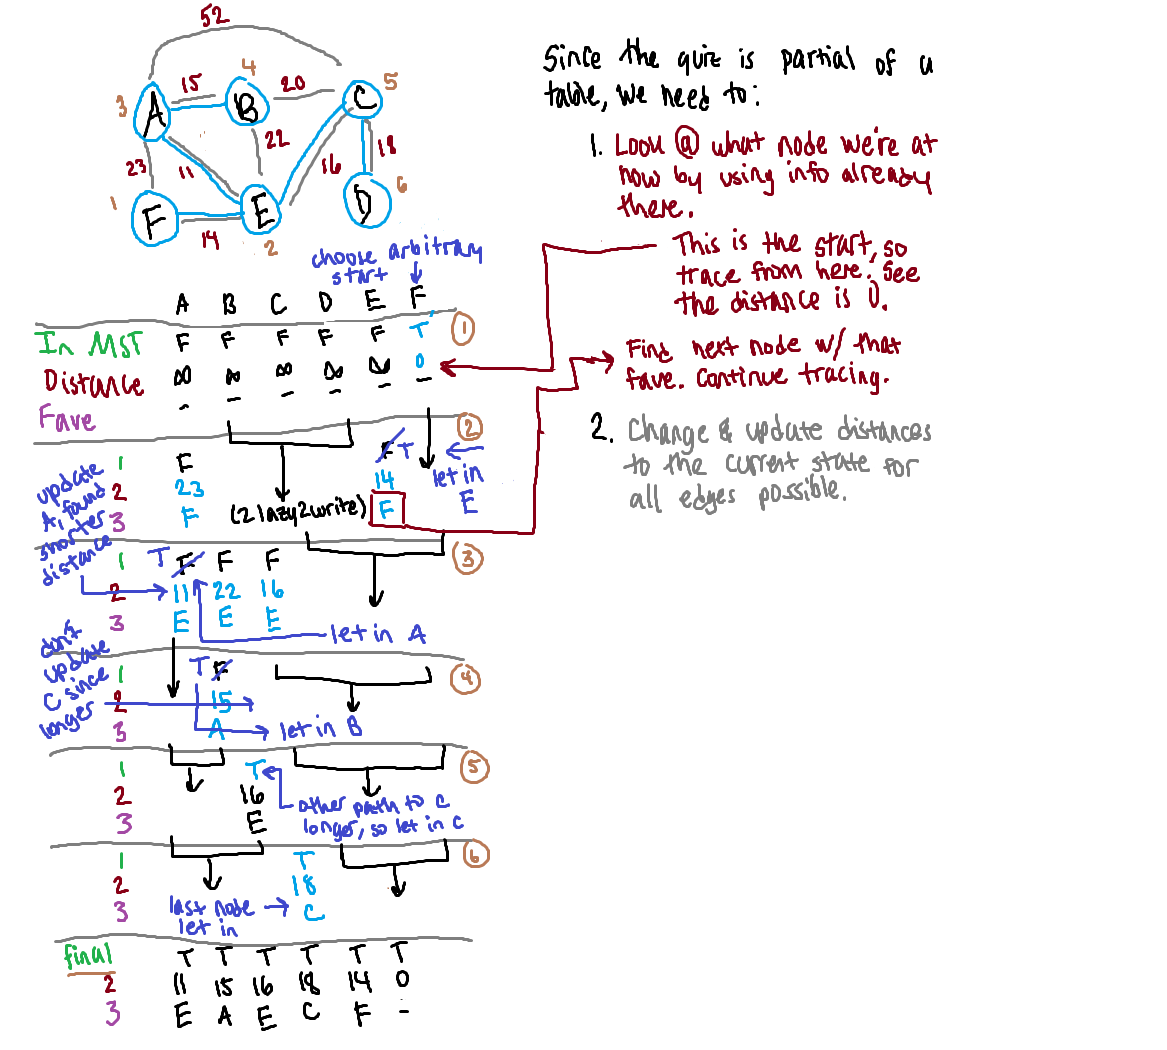 52
15
4
20
5
3
A
B
C
22
23
11
16
18
1
F
E
D
6
14
2
choose arbitrary
start
A B C D E F
In MST F F F F F T 1
Distance ∞ ∞ ∞ ∞ ∞ 0
Fave - - - - - -
2
1 F F T
2 23 14
3 F (2 lazy2write) F
let in
E
update
A, found
shorter
distance
3
1 T F F F
2 11 22 16
3 E E E
let in A
don't
update
C since
longer
4
1 T F
2 15
3 A
let in B
5
1 T
2 16
3 E
other path to C
longer, so let in C
6
1 T
2 18
3 C
last node
let in
final T T T T T T
2 11 15 16 18 14 0
3 E A E C F -
Since the quiz is partial of a
table, we need to:
1. Look @ what node we're at
now by using info already
there.
This is the start, so
trace from here. See
the distance is 0.
Find next node w/ that
fave. Continue tracing.
2. Change & update distances
to the current state for
all edges possible.